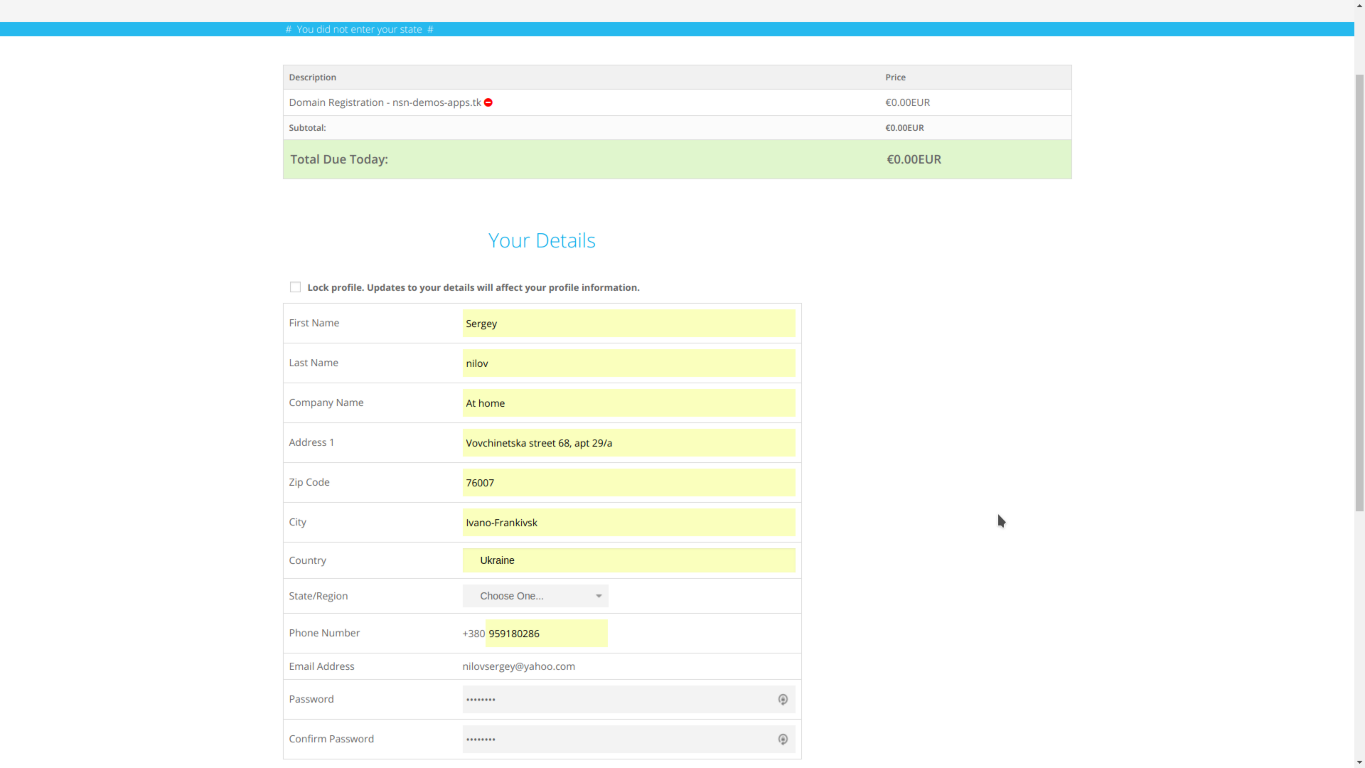 # You did not enter your state #
Description Price
Domain Registration - nsn-demos-apps.tk €0.00EUR
Subtotal: €0.00EUR
Total Due Today: €0.00EUR
Your Details
Lock profile. Updates to your details will affect your profile information.
First Name Sergey
Last Name nilov
Company Name At home
Address 1 Vovchinetska street 68, apt 29/a
Zip Code 76007
City Ivano-Frankivsk
Country Ukraine
State/Region Choose One...
Phone Number +380 959180286
Email Address nilovsergey@yahoo.com
Password ••••••••
Confirm Password ••••••••